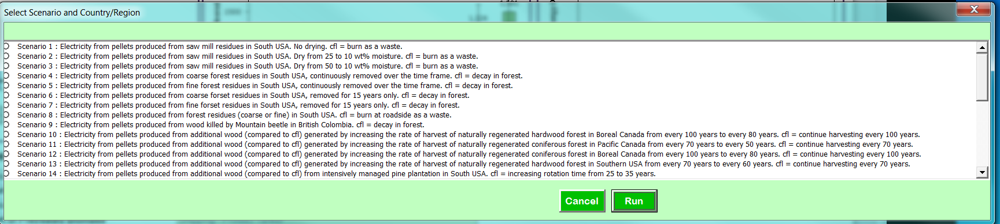 Select Scenario and Country/Region
Scenario 1 : Electricity from pellets produced from saw mill residues in South USA. No drying. cfl = burn as a waste.
Scenario 2 : Electricity from pellets produced from saw mill residues in South USA. Dry from 25 to 10 wt% moisture. cfl = burn as a waste.
Scenario 3 : Electricity from pellets produced from saw mill residues in South USA. Dry from 50 to 10 wt% moisture. cfl = burn as a waste.
Scenario 4 : Electricity from pellets produced from coarse forest residues in South USA, continuously removed over the time frame. cfl = decay in forest.
Scenario 5 : Electricity from pellets produced from fine forest residues in South USA, continuously removed over the time frame. cfl = decay in forest.
Scenario 6 : Electricity from pellets produced from coarse forset residues in South USA, removed for 15 years only. cfl = decay in forest.
Scenario 7 : Electricity from pellets produced from fine forset residues in South USA, removed for 15 years only. cfl = decay in forest.
Scenario 8 : Electricity from pellets produced from forest residues (coarse or fine) in South USA. cfl = burn at roadside as a waste.
Scenario 9 : Electricity from pellets produced from wood killed by Mountain beetle in British Colombia. cfl = decay in forest.
Scenario 10 : Electricity from pellets produced from additional wood (compared to cfl) generated by increasing the rate of harvest of naturally regenerated hardwood forest in Boreal Canada from every 100 years to every 80 years. cfl = continue harvesting every 100 years.
Scenario 11 : Electricity from pellets produced from additional wood (compared to cfl) generated by increasing the rate of harvest of naturally regenerated coniferous forest in Pacific Canada from every 70 years to every 50 years. cfl = continue harvesting every 70 years.
Scenario 12 : Electricity from pellets produced from additional wood (compared to cfl) generated by increasing the rate of harvest of naturally regenerated coniferous forest in Boreal Canada from every 100 years to every 80 years. cfl = continue harvesting every 100 years.
Scenario 13 : Electricity from pellets produced from additional wood (compared to cfl) generated by increasing the rate of harvest of naturally regenerated hardwood forest in Southern USA from every 70 years to every 60 years. cfl = continue harvesting every 70 years.
Scenario 14 : Electricity from pellets produced from additional wood (compared to cfl) from intensively managed pine plantation in South USA. cfl = increasing rotation time from 25 to 35 years.
Cancel Run